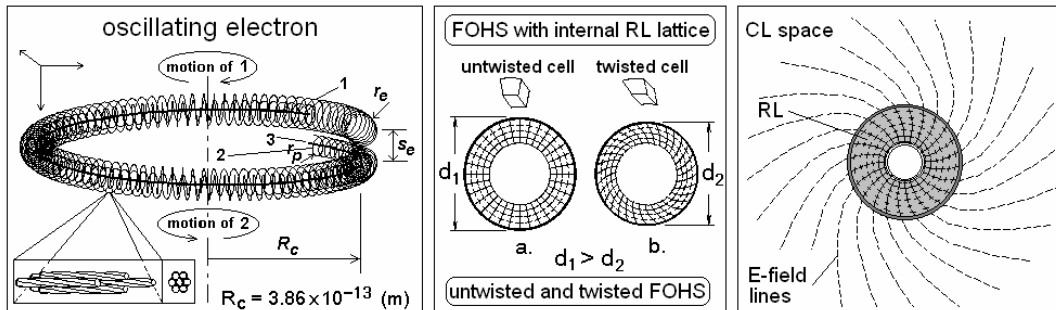 oscillating electron
motion of 1
1
r_e
3
2
r_p
s_e
motion of 2
R_c
R_C = 3.86 x 10^-13 (m)
FOHS with internal RL lattice
untwisted cell
twisted cell
d_1
d_2
a.
b.
d_1 > d_2
untwisted and twisted FOHS
CL space
RL
E-field
lines